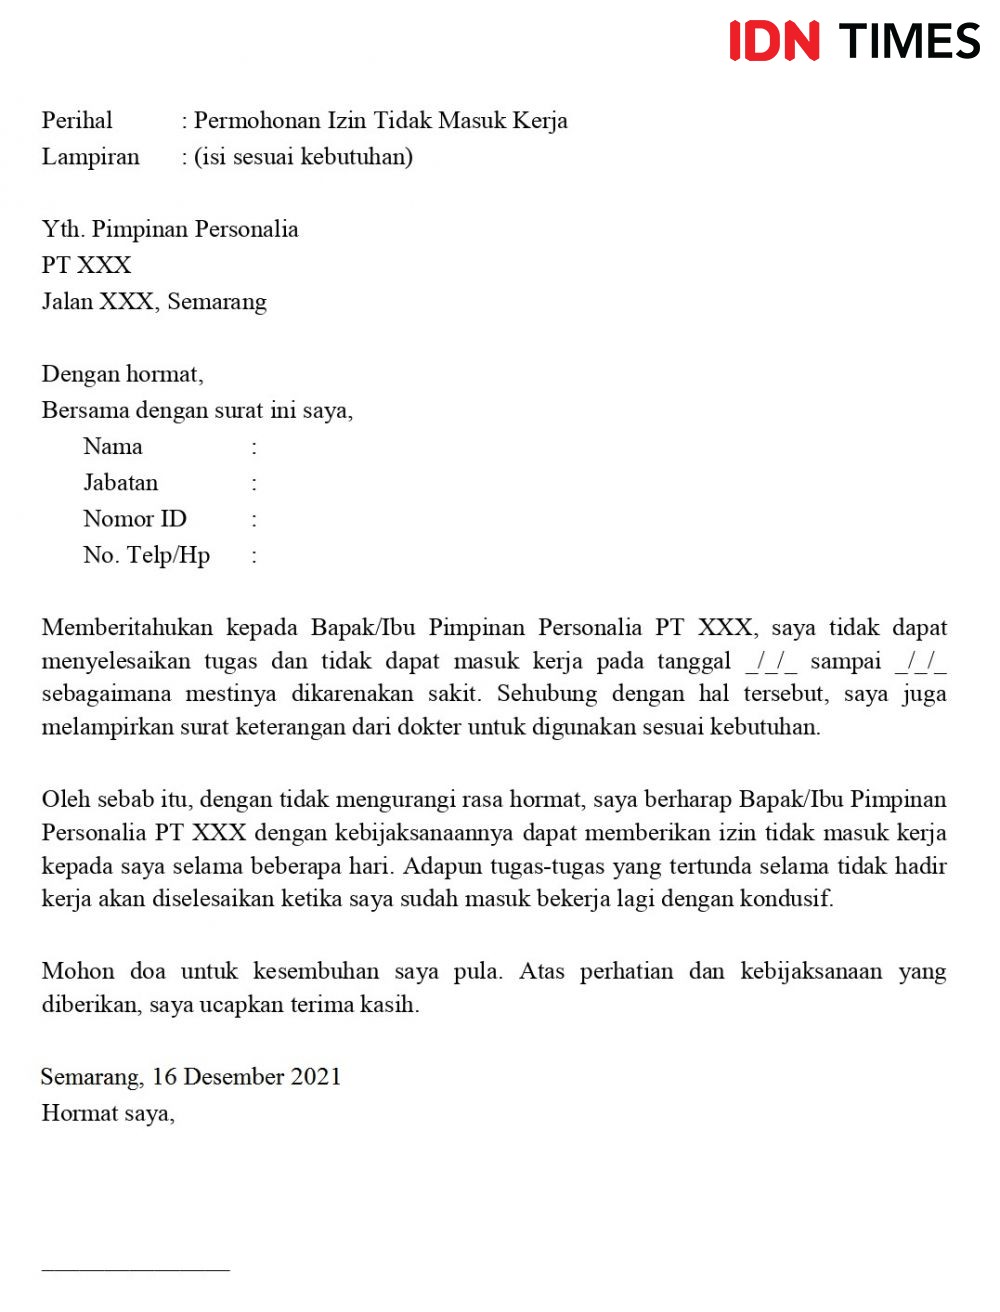 IDN TIMES
Perihal : Permohonan Izin Tidak Masuk Kerja
Lampiran : (isi sesuai kebutuhan)
Yth. Pimpinan Personalia
PT XXX
Jalan XXX, Semarang
Dengan hormat,
Bersama dengan surat ini saya,
Nama :
Jabatan :
Nomor ID :
No. Telp/Hp :
Memberitahukan kepada Bapak/Ibu Pimpinan Personalia PT XXX, saya tidak dapat
menyelesaikan tugas dan tidak dapat masuk kerja pada tanggal _/_/_ sampai _/_/_
sebagaimana mestinya dikarenakan sakit. Sehubung dengan hal tersebut, saya juga
melampirkan surat keterangan dari dokter untuk digunakan sesuai kebutuhan.
Oleh sebab itu, dengan tidak mengurangi rasa hormat, saya berharap Bapak/Ibu Pimpinan
Personalia PT XXX dengan kebijaksanaannya dapat memberikan izin tidak masuk kerja
kepada saya selama beberapa hari. Adapun tugas-tugas yang tertunda selama tidak hadir
kerja akan diselesaikan ketika saya sudah masuk bekerja lagi dengan kondusif.
Mohon doa untuk kesembuhan saya pula. Atas perhatian dan kebijaksanaan yang
diberikan, saya ucapkan terima kasih.
Semarang, 16 Desember 2021
Hormat saya,
_______________